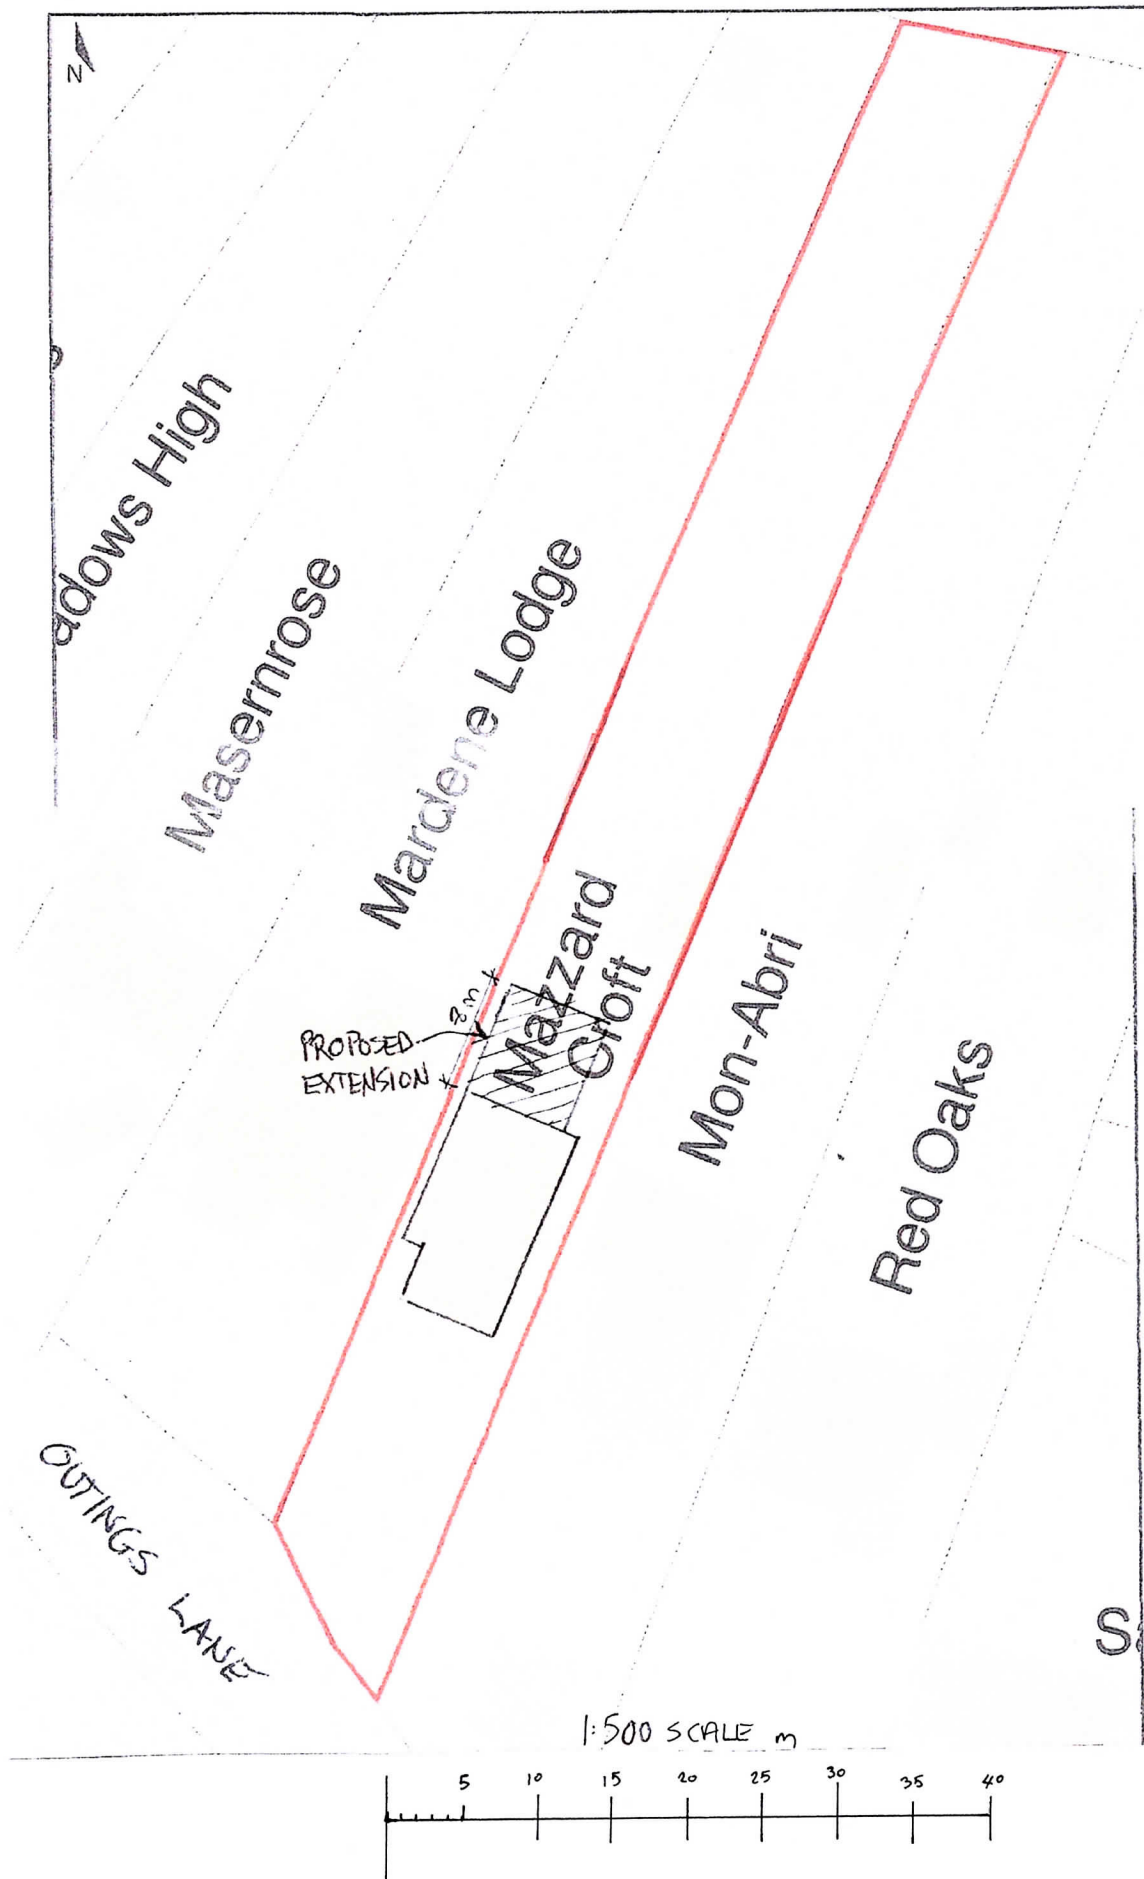 N
adows High
Masernrose
Mardene Lodge
Mazzard
Croft
8m
PROPOSED
EXTENSION
Mon-Abri
Red Oaks
OUTINGS LANE
S
1:500 SCALE m
5 10 15 20 25 30 35 40